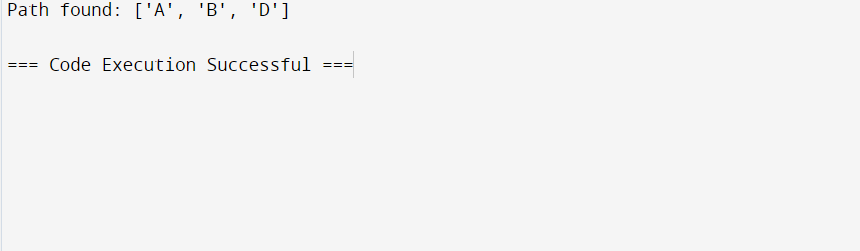 Path found: ['A', 'B', 'D']
=== Code Execution Successful ===